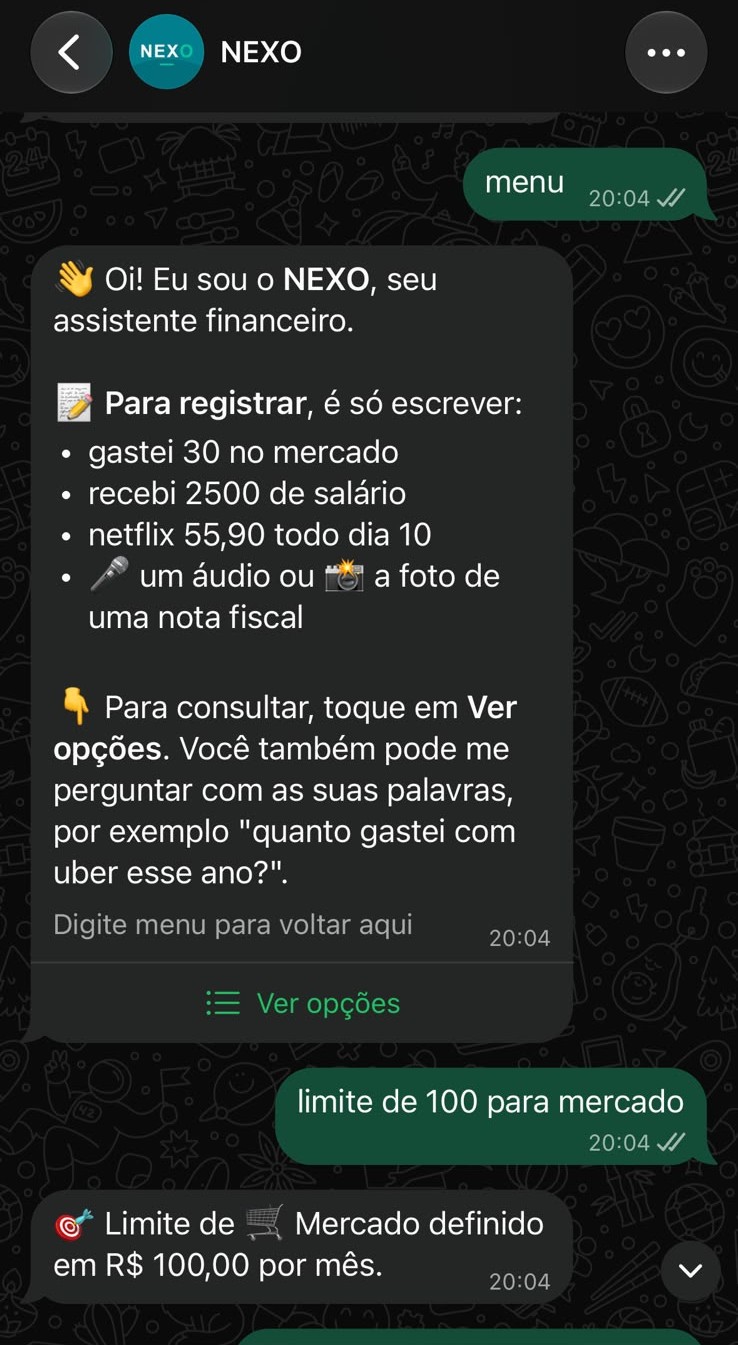 NEXO
NEXO
menu
20:04
👋 Oi! Eu sou o NEXO, seu
assistente financeiro.
📝 Para registrar, é só escrever:
• gastei 30 no mercado
• recebi 2500 de salário
• netflix 55,90 todo dia 10
• 🎤 um áudio ou 📸 a foto de
uma nota fiscal
👇 Para consultar, toque em Ver
opções. Você também pode me
perguntar com as suas palavras,
por exemplo "quanto gastei com
uber esse ano?".
Digite menu para voltar aqui
20:04
Ver opções
limite de 100 para mercado
20:04
🎯 Limite de 🛒 Mercado definido
em R$ 100,00 por mês.
20:04